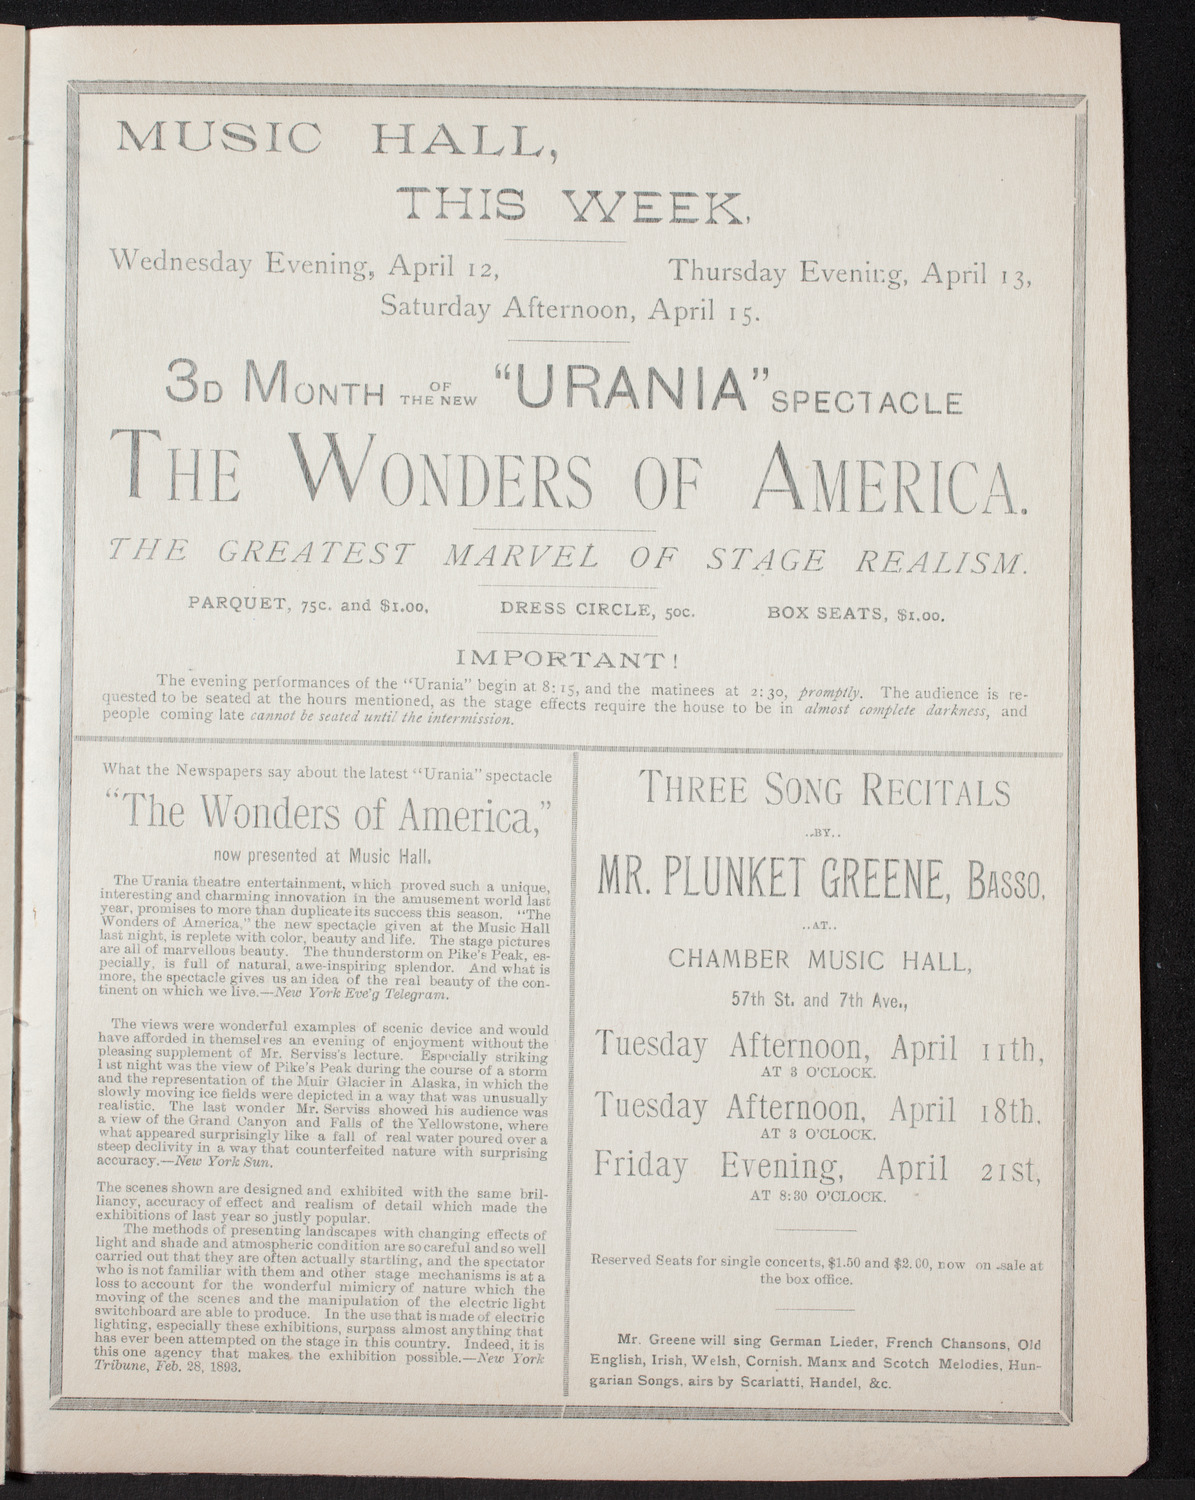 MUSIC HALL,
THIS WEEK.
Wednesday Evening, April 12,
Thursday Evening, April 13,
Saturday Afternoon, April 15.
3D MONTH OF THE NEW "URANIA" SPECTACLE
THE WONDERS OF AMERICA.
THE GREATEST MARVEL OF STAGE REALISM.
PARQUET, 75c. and $1.00, DRESS CIRCLE, 50c. BOX SEATS, $1.00.
IMPORTANT!
The evening performances of the "Urania" begin at 8:15, and the matinees at 2:30, promptly. The audience is re-
quested to be seated at the hours mentioned, as the stage effects require the house to be in almost complete darkness, and
people coming late cannot be seated until the intermission.
What the Newspapers say about the latest "Urania" spectacle
"The Wonders of America,"
now presented at Music Hall.
The Urania theatre entertainment, which proved such a unique,
interesting and charming innovation in the amusement world last
year, promises to more than duplicate its success this season. "The
Wonders of America," the new spectacle given at the Music Hall
last night, is replete with color, beauty and life. The stage pictures
are all of marvellous beauty. The thunderstorm on Pike's Peak, es-
pecially, is full of natural, awe-inspiring splendor. And what is
more, the spectacle gives us an idea of the real beauty of the con-
tinent on which we live.—New York Eve'g Telegram.
The views were wonderful examples of scenic device and would
have afforded in themselves an evening of enjoyment without the
pleasing supplement of Mr. Serviss's lecture. Especially striking
last night was the view of Pike's Peak during the course of a storm
and the representation of the Muir Glacier in Alaska, in which the
slowly moving ice fields were depicted in a way that was unusually
realistic. The last wonder Mr. Serviss showed his audience was
a view of the Grand Canyon and Falls of the Yellowstone, where
what appeared surprisingly like a fall of real water poured over a
steep declivity in a way that counterfeited nature with surprising
accuracy.—New York Sun.
The scenes shown are designed and exhibited with the same bril-
liancy, accuracy of effect and realism of detail which made the
exhibitions of last year so justly popular.
The methods of presenting landscapes with changing effects of
light and shade and atmospheric condition are so careful and so well
carried out that they are often actually startling, and the spectator
who is not familiar with them and other stage mechanisms is at a
loss to account for the wonderful mimicry of nature which the
moving of the scenes and the manipulation of the electric light
switchboard are able to produce. In the use that is made of electric
lighting, especially these exhibitions, surpass almost anything that
has ever been attempted on the stage in this country. Indeed, it is
this one agency that makes the exhibition possible.—New York
Tribune, Feb. 28, 1893.
THREE SONG RECITALS
..BY..
MR. PLUNKET GREENE, BASSO,
..AT..
CHAMBER MUSIC HALL,
57th St. and 7th Ave.,
Tuesday Afternoon, April 11th,
AT 3 O'CLOCK.
Tuesday Afternoon, April 18th,
AT 3 O'CLOCK.
Friday Evening, April 21st,
AT 8:30 O'CLOCK.
Reserved Seats for single concerts, $1.50 and $2.00, now on sale at
the box office.
Mr. Greene will sing German Lieder, French Chansons, Old
English, Irish, Welsh, Cornish, Manx and Scotch Melodies, Hun-
garian Songs, airs by Scarlatti, Handel, &c.